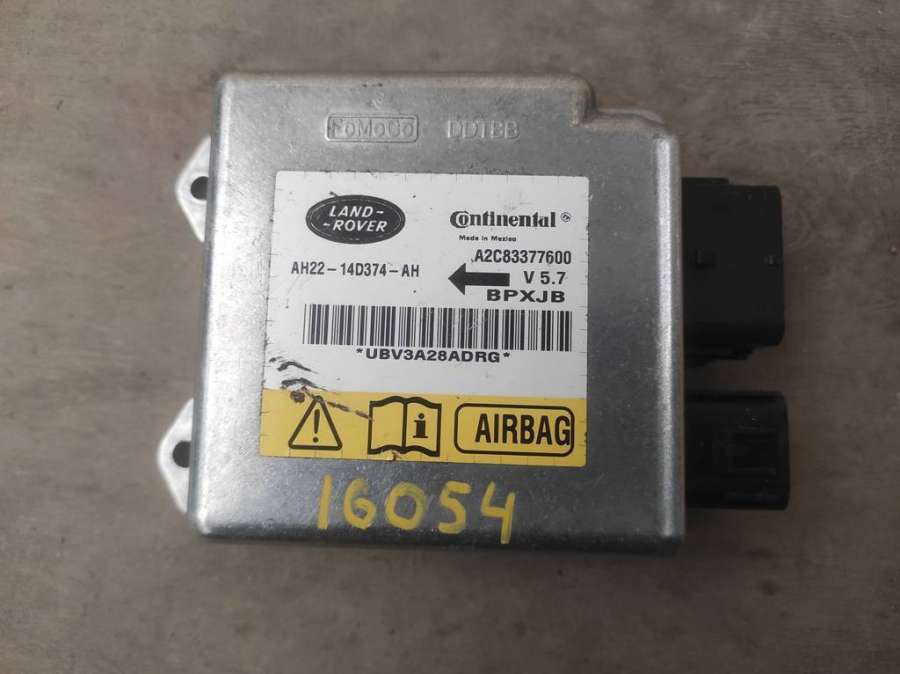 FoMoCo DDTBB
LAND-
-ROVER
Continental
Made in Mexico
A2C83377600
AH22-14D374-AH
V 5.7
BPXJB
*UBV3A28ADRG*
AIRBAG
16054